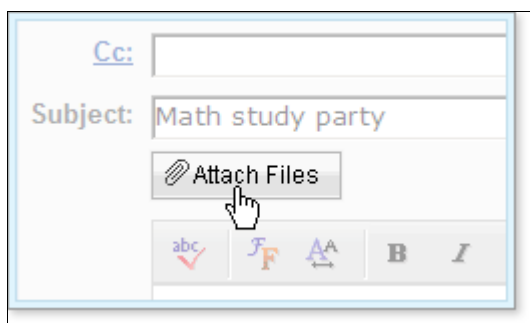 Cc:
Subject: Math study party
Attach Files
abc F F A A B I